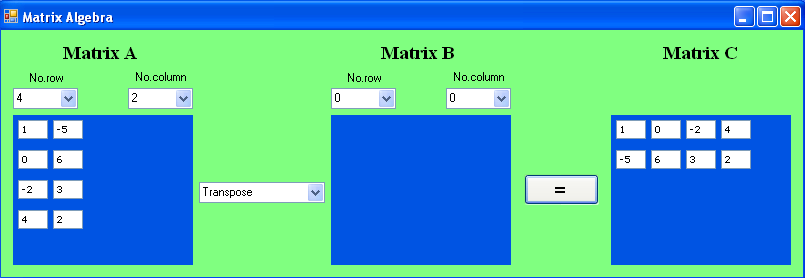 Matrix Algebra
Matrix A Matrix B Matrix C
No.row No.column No.row No.column
4 2 0 0
1 -5 1 0 -2 4
0 6 -5 6 3 2
-2 3
Transpose =
4 2